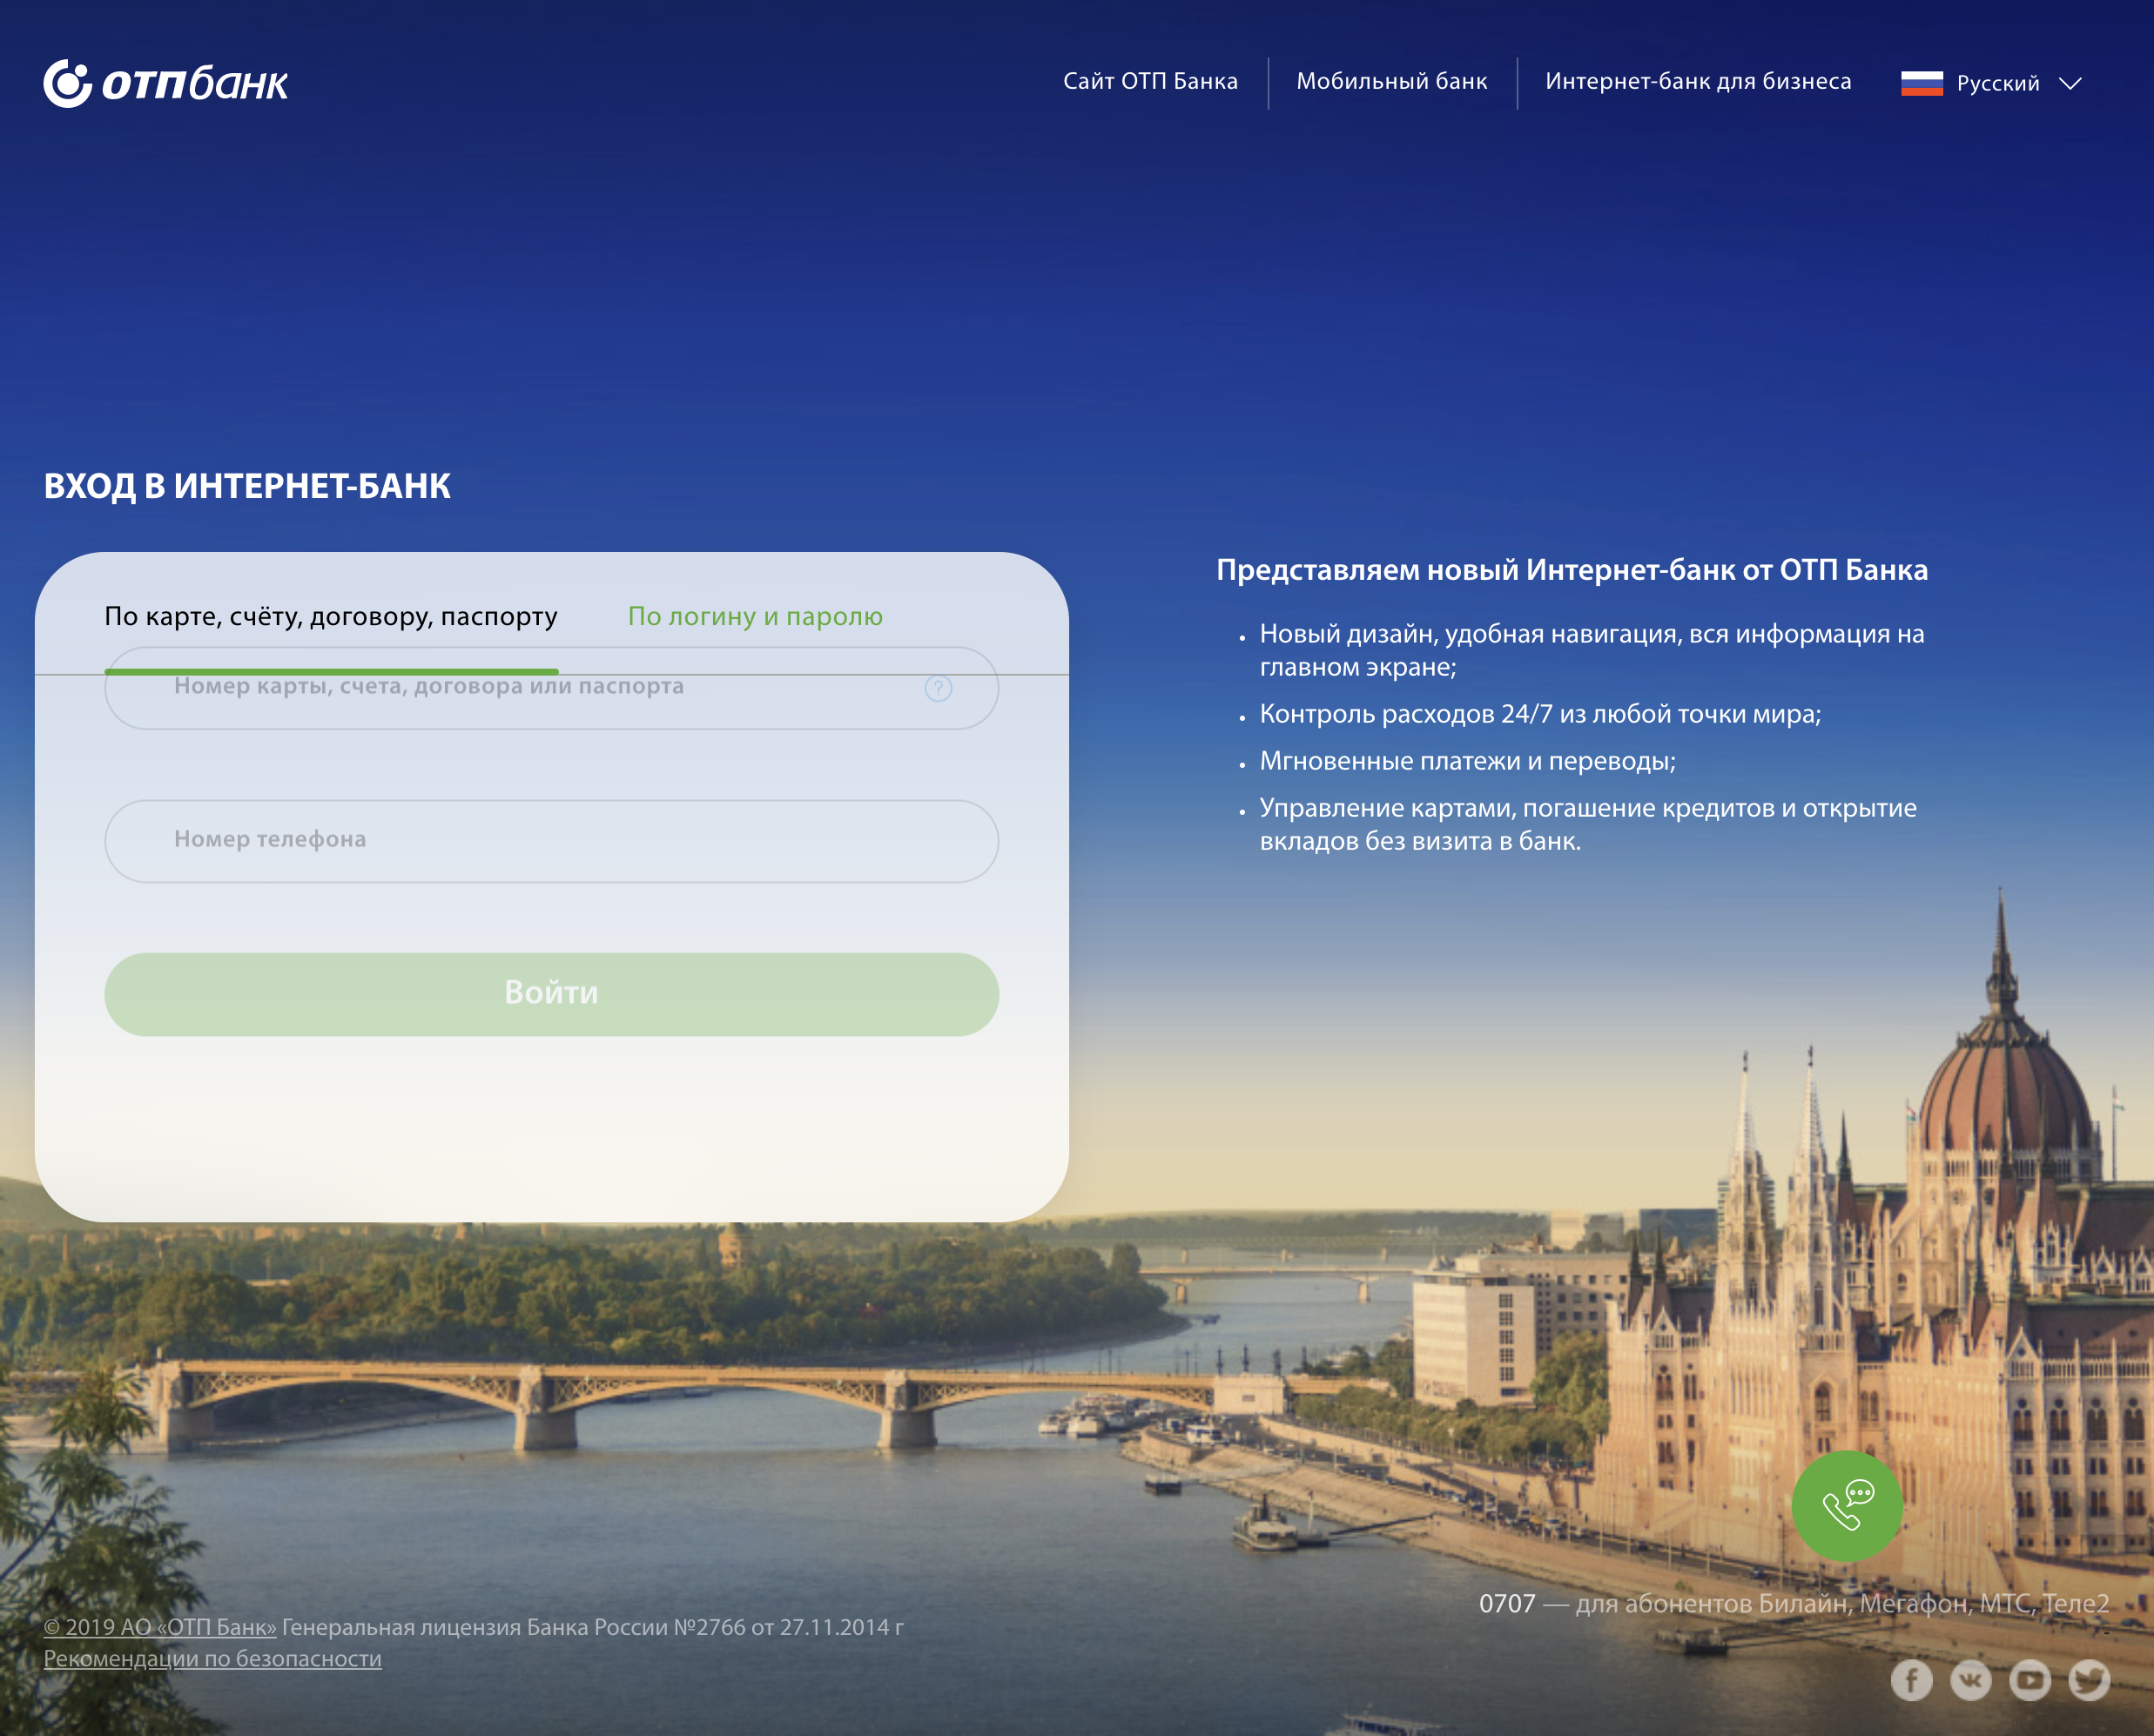 отпбанк
Сайт ОТП Банка
Мобильный банк
Интернет-банк для бизнеса
Русский
ВХОД В ИНТЕРНЕТ-БАНК
По карте, счёту, договору, паспорту
По логину и паролю
Номер карты, счета, договора или паспорта
?
Номер телефона
Войти
Представляем новый Интернет-банк от ОТП Банка
• Новый дизайн, удобная навигация, вся информация на
главном экране;
• Контроль расходов 24/7 из любой точки мира;
• Мгновенные платежи и переводы;
• Управление картами, погашение кредитов и открытие
вкладов без визита в банк.
0707 — для абонентов Билайн, Мегафон, МТС, Теле2
-
© 2019 АО «ОТП Банк» Генеральная лицензия Банка России №2766 от 27.11.2014 г
Рекомендации по безопасности